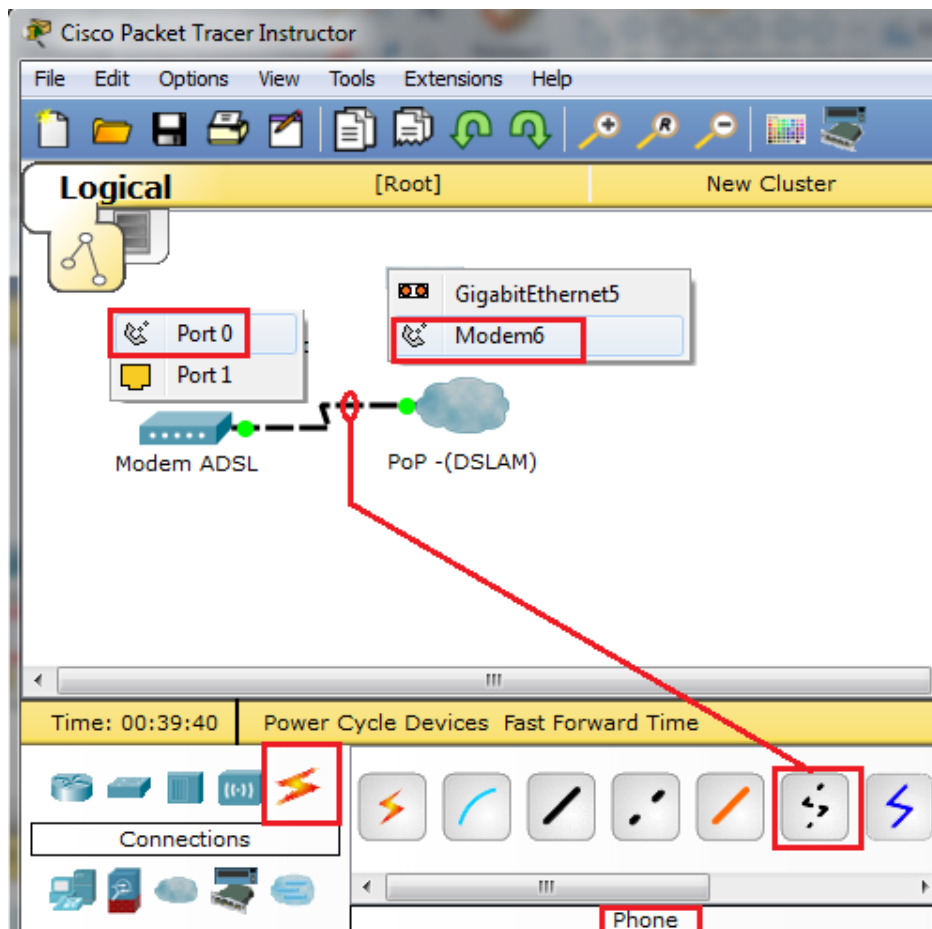 Cisco Packet Tracer Instructor
File Edit Options View Tools Extensions Help
Logical [Root] New Cluster
GigabitEthernet5
Port 0 Modem6
Port 1
Modem ADSL PoP -(DSLAM)
Time: 00:39:40 Power Cycle Devices Fast Forward Time
Connections
Phone